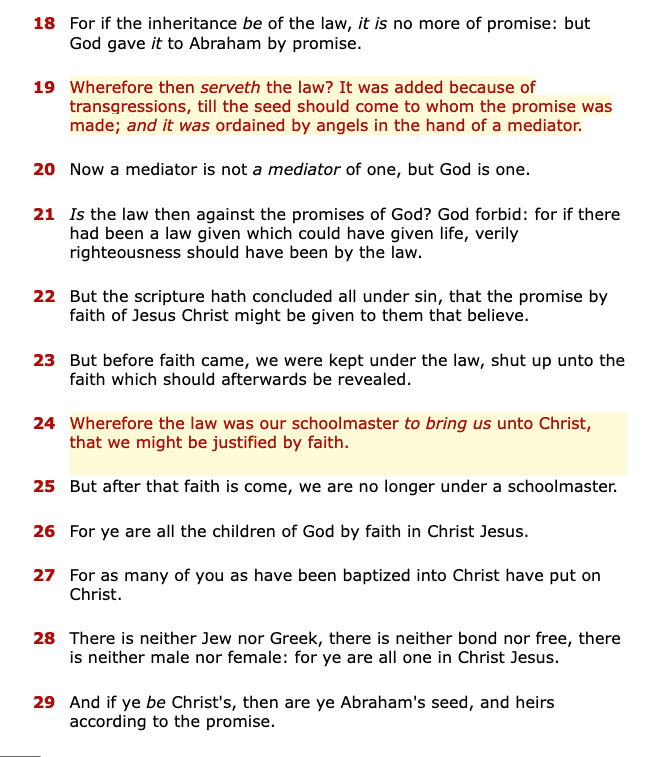 18 For if the inheritance be of the law, it is no more of promise: but
God gave it to Abraham by promise.
19 Wherefore then serveth the law? It was added because of
transgressions, till the seed should come to whom the promise was
made; and it was ordained by angels in the hand of a mediator.
20 Now a mediator is not a mediator of one, but God is one.
21 Is the law then against the promises of God? God forbid: for if there
had been a law given which could have given life, verily
righteousness should have been by the law.
22 But the scripture hath concluded all under sin, that the promise by
faith of Jesus Christ might be given to them that believe.
23 But before faith came, we were kept under the law, shut up unto the
faith which should afterwards be revealed.
24 Wherefore the law was our schoolmaster to bring us unto Christ,
that we might be justified by faith.
25 But after that faith is come, we are no longer under a schoolmaster.
26 For ye are all the children of God by faith in Christ Jesus.
27 For as many of you as have been baptized into Christ have put on
Christ.
28 There is neither Jew nor Greek, there is neither bond nor free, there
is neither male nor female: for ye are all one in Christ Jesus.
29 And if ye be Christ's, then are ye Abraham's seed, and heirs
according to the promise.